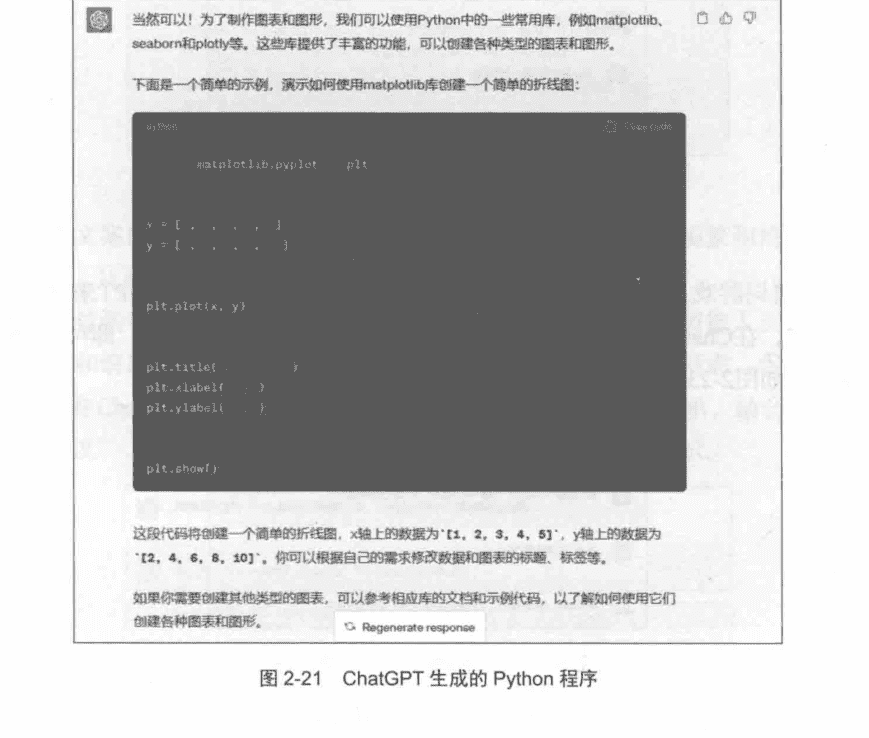 当然可以！为了制作图表和图形，我们可以使用Python中的一些常用库，例如matplotlib、
seaborn和plotly等。这些库提供了丰富的功能，可以创建各种类型的图表和图形。
下面是一个简单的示例，演示如何使用matplotlib库创建一个简单的折线图：
python Copy code
matplotlib.pyplot plt
x = [ , , , , ]
y = [ , , , , ]
plt.plot(x, y)
plt.title( )
plt.xlabel( )
plt.ylabel( )
plt.show()
这段代码将创建一个简单的折线图，x轴上的数据为`[1, 2, 3, 4, 5]`，y轴上的数据为
`[2, 4, 6, 8, 10]`。你可以根据自己的需求修改数据和图表的标题、标签等。
如果你需要创建其他类型的图表，可以参考相应库的文档和示例代码，以了解如何使用它们
创建各种图表和图形。
Regenerate response
图 2-21 ChatGPT 生成的 Python 程序